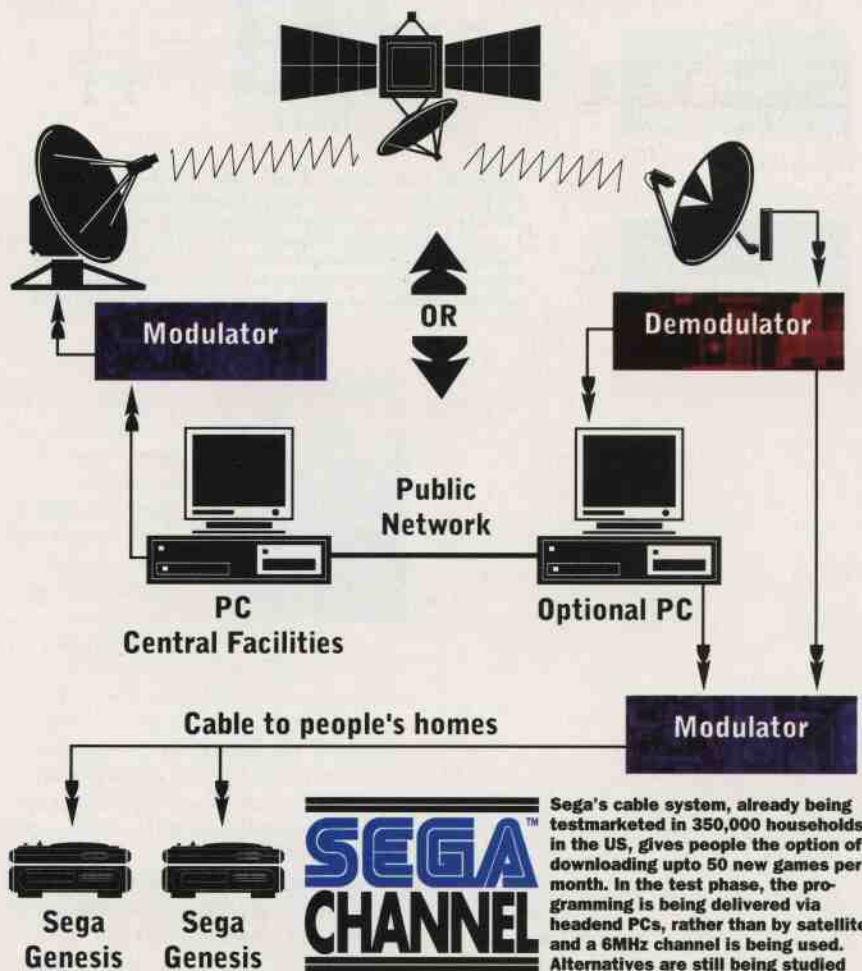 OR
Modulator
Demodulator
Public
Network
PC
Central Facilities
Optional PC
Cable to people's homes
Modulator
Sega
Genesis
Sega
Genesis
SEGA™
CHANNEL
Sega's cable system, already being
testmarketed in 350,000 households
in the US, gives people the option of
downloading upto 50 new games per
month. In the test phase, the pro-
gramming is being delivered via
headend PCs, rather than by satellite
and a 6MHz channel is being used.
Alternatives are still being studied